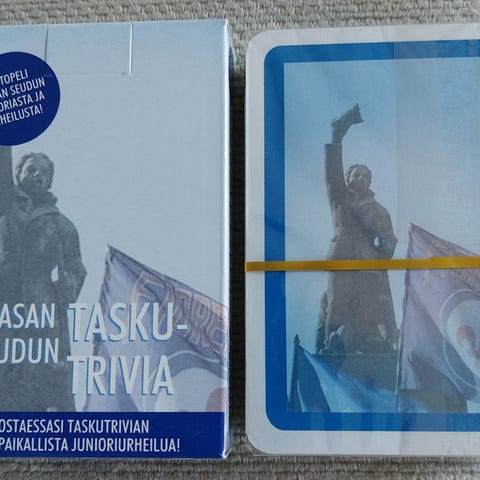 TOPELI
AN SEUDUN
ORIASTA JA
HEILUSTA!
ASAN
UDUN
TASKU-
TRIVIA
OSTAESSASI TASKUTRIVIAN
PAIKALLISTA JUNIORIURHEILUA!